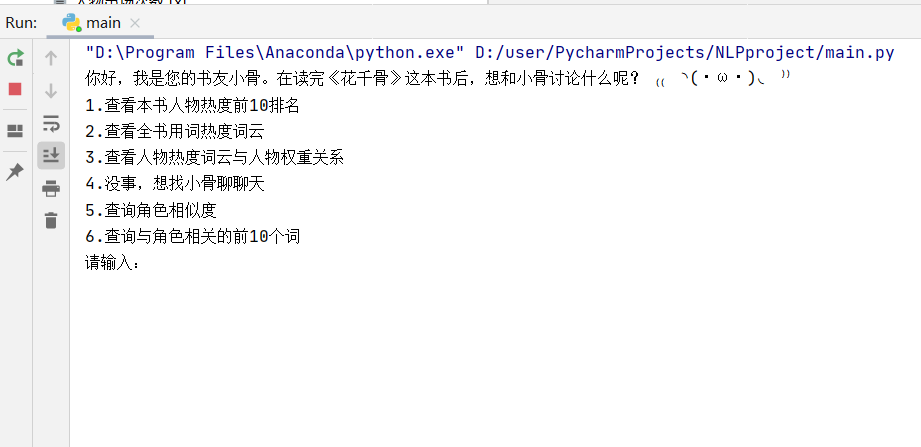 Run:
main
"D:\Program Files\Anaconda\python.exe" D:/user/PycharmProjects/NLPproject/main.py
你好，我是您的书友小骨。在读完《花千骨》这本书后，想和小骨讨论什么呢？ ₍₍ ◝(・ω・)◟ ⁾⁾
1.查看本书人物热度前10排名
2.查看全书用词热度词云
3.查看人物热度词云与人物权重关系
4.没事，想找小骨聊聊天
5.查询角色相似度
6.查询与角色相关的前10个词
请输入：